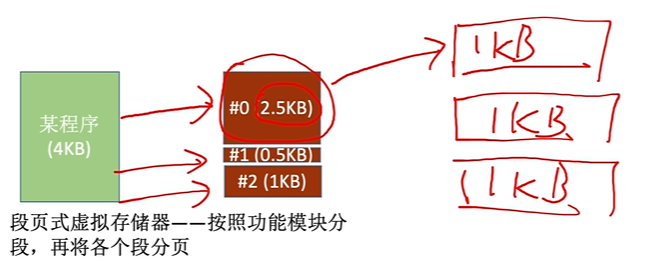 某程序
(4KB)
#0 (2.5KB)
#1 (0.5KB)
#2 (1KB)
1KB
1KB
1KB
段页式虚拟存储器——按照功能模块分
段，再将各个段分页